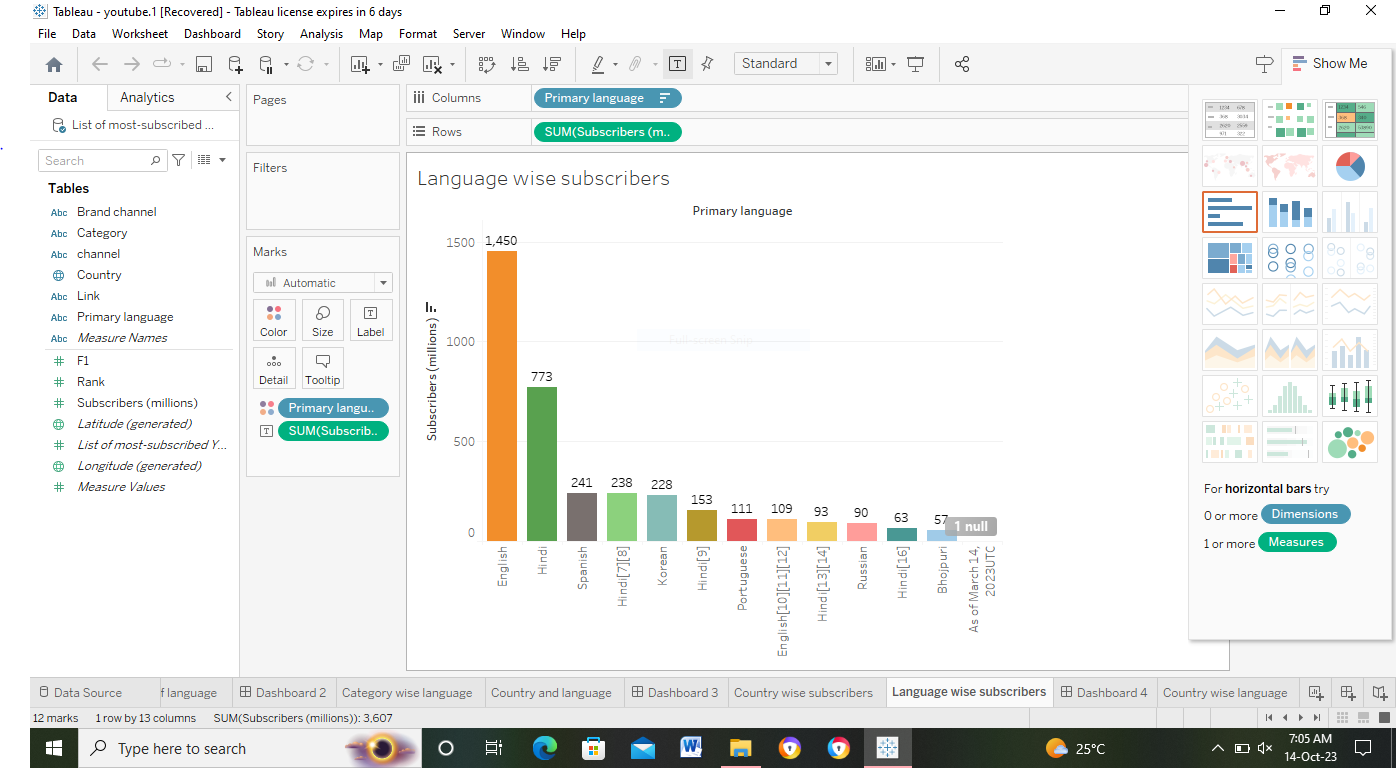 Tableau - youtube.1 [Recovered] - Tableau license expires in 6 days
File Data Worksheet Dashboard Story Analysis Map Format Server Window Help
Standard
Show Me
Data Analytics
List of most-subscribed ...
Search
Tables
Abc Brand channel
Abc Category
Abc channel
Country
Abc Link
Abc Primary language
Abc Measure Names
F1
Rank
Subscribers (millions)
Latitude (generated)
List of most-subscribed Y...
Longitude (generated)
Measure Values
Pages
Filters
Marks
Automatic
Color Size Label
Detail Tooltip
Primary langu..
SUM(Subscrib..
Columns Primary language
Rows SUM(Subscribers (m..
Language wise subscribers
Primary language
Subscribers (millions)
1500
1000
500
0
1,450
773
241
238
228
153
111
109
93
90
63
57
1 null
English
Hindi
Spanish
Hindi[7][8]
Korean
Hindi[9]
Portuguese
English[10][11][12]
Hindi[13][14]
Russian
Hindi[16]
Bhojpuri
As of March 14,
2023UTC
For horizontal bars try
0 or more Dimensions
1 or more Measures
Data Source f language Dashboard 2 Category wise language Country and language Dashboard 3 Country wise subscribers Language wise subscribers Dashboard 4 Country wise language
12 marks 1 row by 13 columns SUM(Subscribers (millions)): 3,607
Type here to search
25°C
7:05 AM
14-Oct-23